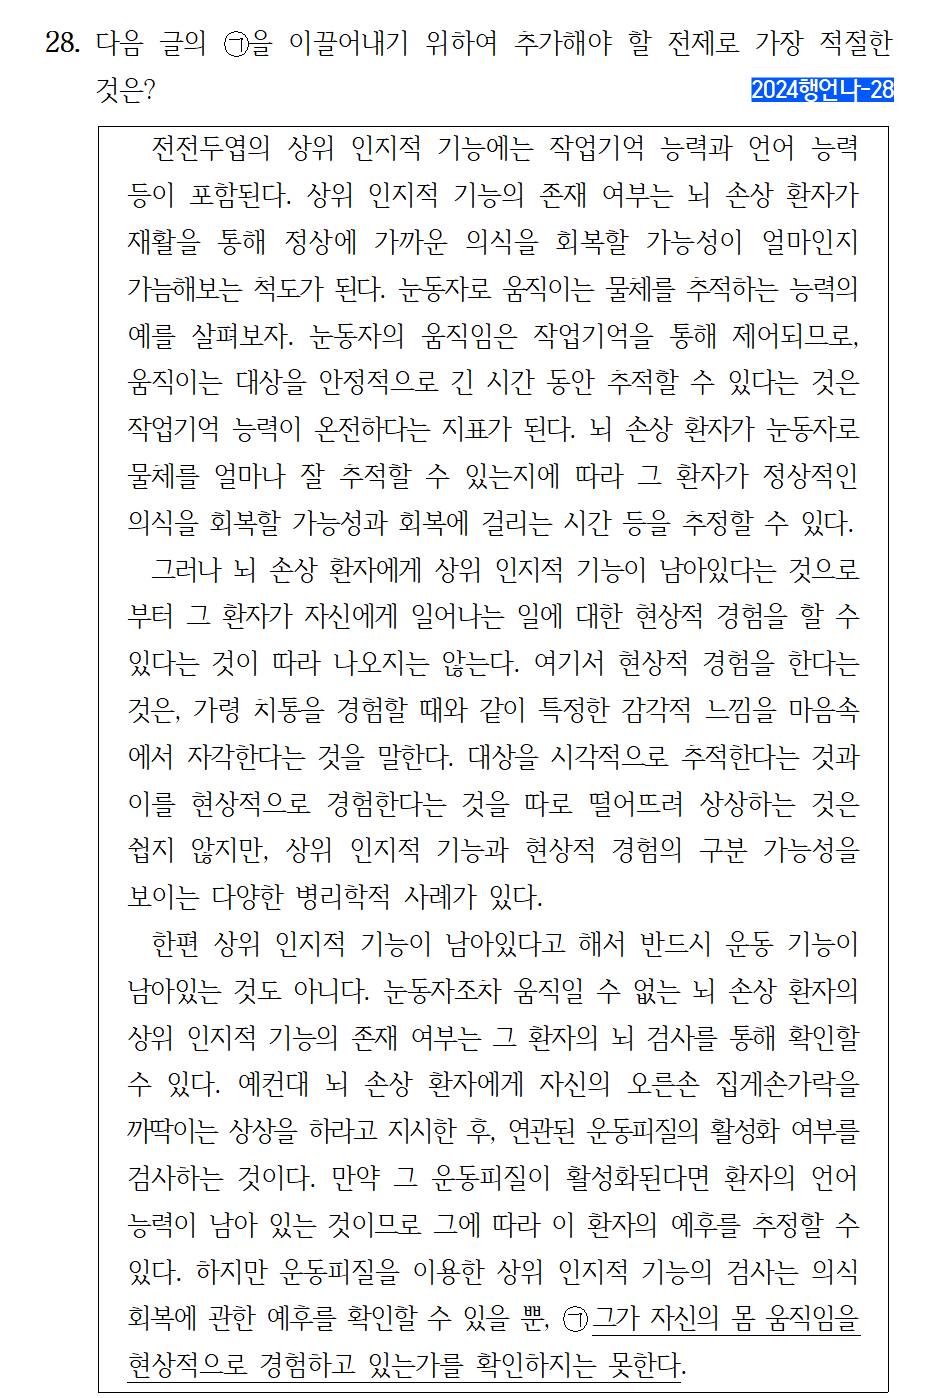 28. 다음 글의 ㉠을 이끌어내기 위하여 추가해야 할 전제로 가장 적절한
것은?
2024행언나-28
전전두엽의 상위 인지적 기능에는 작업기억 능력과 언어 능력
등이 포함된다. 상위 인지적 기능의 존재 여부는 뇌 손상 환자가
재활을 통해 정상에 가까운 의식을 회복할 가능성이 얼마인지
가늠해보는 척도가 된다. 눈동자로 움직이는 물체를 추적하는 능력의
예를 살펴보자. 눈동자의 움직임은 작업기억을 통해 제어되므로,
움직이는 대상을 안정적으로 긴 시간 동안 추적할 수 있다는 것은
작업기억 능력이 온전하다는 지표가 된다. 뇌 손상 환자가 눈동자로
물체를 얼마나 잘 추적할 수 있는지에 따라 그 환자가 정상적인
의식을 회복할 가능성과 회복에 걸리는 시간 등을 추정할 수 있다.
그러나 뇌 손상 환자에게 상위 인지적 기능이 남아있다는 것으로
부터 그 환자가 자신에게 일어나는 일에 대한 현상적 경험을 할 수
있다는 것이 따라 나오지는 않는다. 여기서 현상적 경험을 한다는
것은, 가령 치통을 경험할 때와 같이 특정한 감각적 느낌을 마음속
에서 자각한다는 것을 말한다. 대상을 시각적으로 추적한다는 것과
이를 현상적으로 경험한다는 것을 따로 떨어뜨려 상상하는 것은
쉽지 않지만, 상위 인지적 기능과 현상적 경험의 구분 가능성을
보이는 다양한 병리학적 사례가 있다.
한편 상위 인지적 기능이 남아있다고 해서 반드시 운동 기능이
남아있는 것도 아니다. 눈동자조차 움직일 수 없는 뇌 손상 환자의
상위 인지적 기능의 존재 여부는 그 환자의 뇌 검사를 통해 확인할
수 있다. 예컨대 뇌 손상 환자에게 자신의 오른손 집게손가락을
까딱이는 상상을 하라고 지시한 후, 연관된 운동피질의 활성화 여부를
검사하는 것이다. 만약 그 운동피질이 활성화된다면 환자의 언어
능력이 남아 있는 것이므로 그에 따라 이 환자의 예후를 추정할 수
있다. 하지만 운동피질을 이용한 상위 인지적 기능의 검사는 의식
회복에 관한 예후를 확인할 수 있을 뿐, ㉠그가 자신의 몸 움직임을
현상적으로 경험하고 있는가를 확인하지는 못한다.